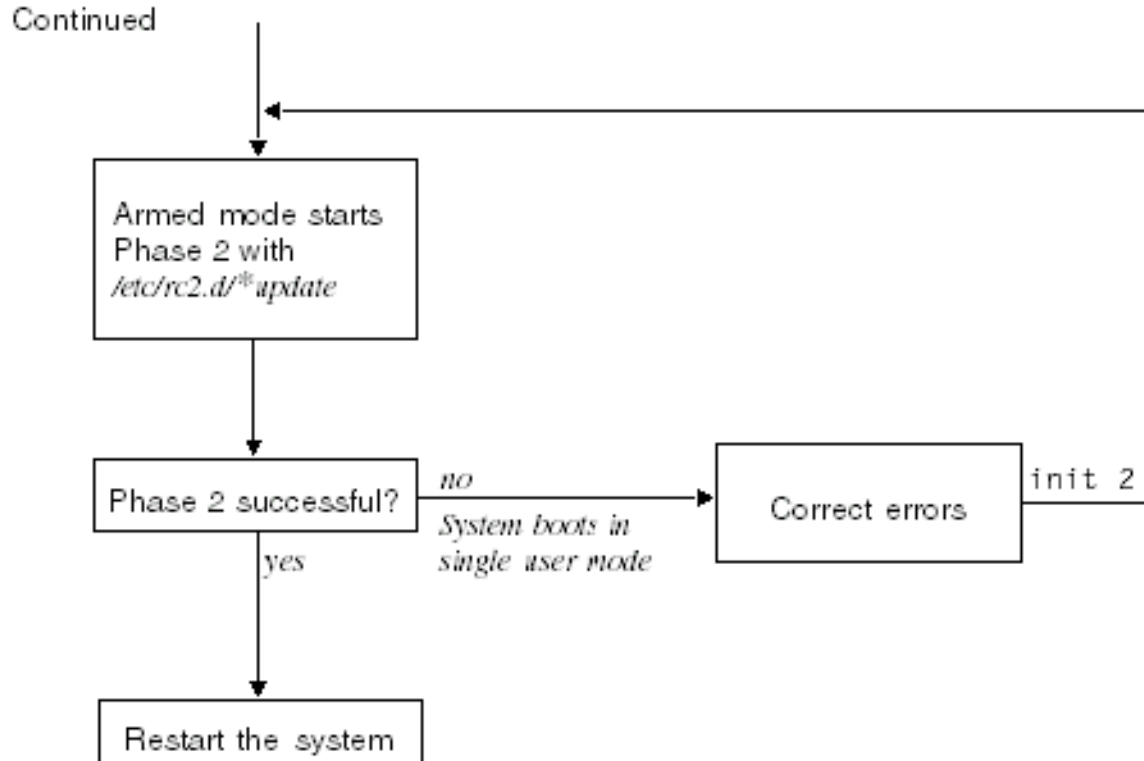 Continued
Armed mode starts
Phase 2 with
/etc/rc2.d/*update
Phase 2 successful?
no
System boots in
single user mode
yes
Correct errors
init 2
Restart the system